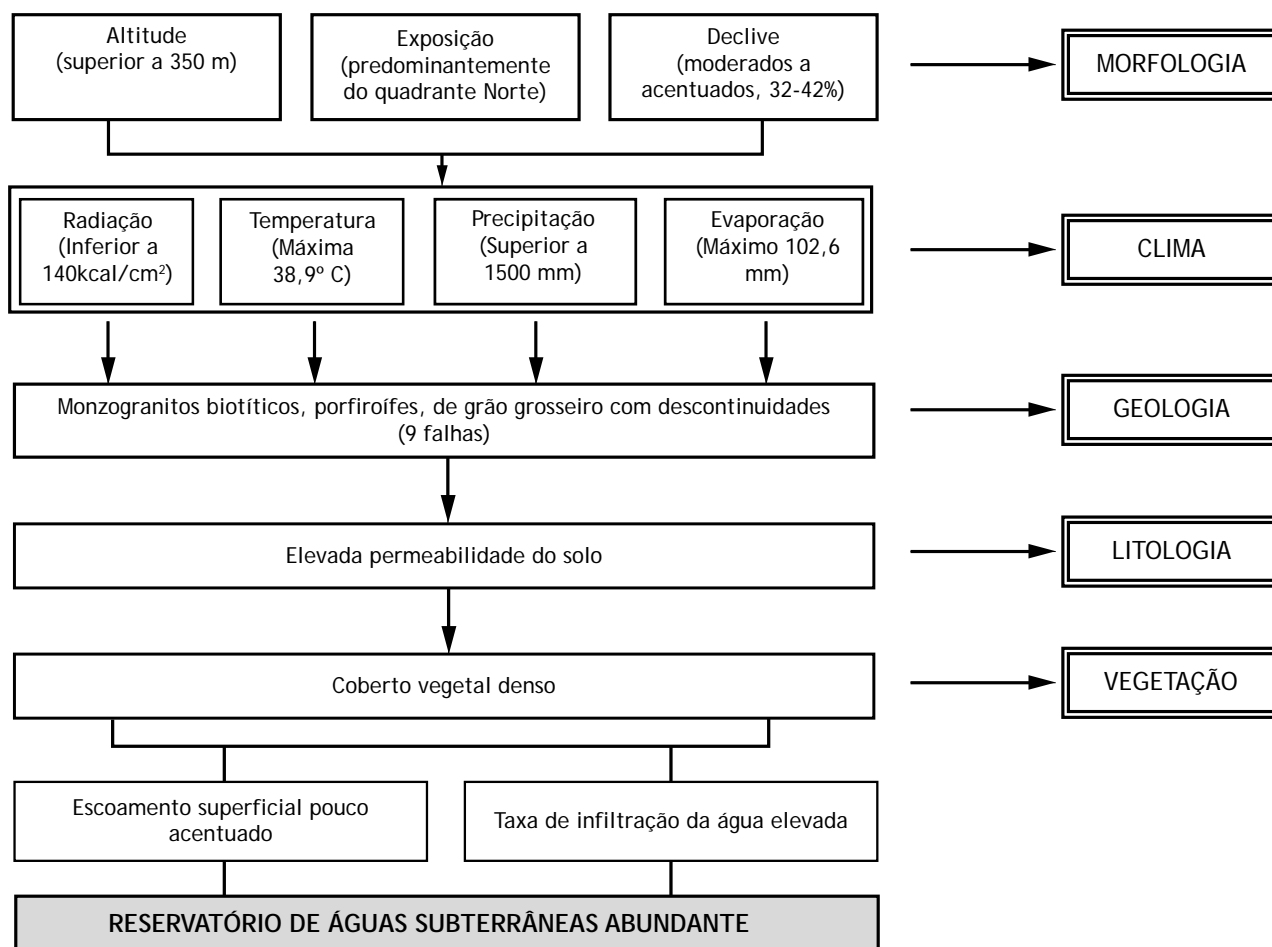 Altitude
(superior a 350 m)
Exposição
(predominantemente
do quadrante Norte)
Declive
(moderados a
acentuados, 32-42%)
MORFOLOGIA
Radiação
(Inferior a
140kcal/cm²)
Temperatura
(Máxima
38,9º C)
Precipitação
(Superior a
1500 mm)
Evaporação
(Máximo 102,6
mm)
CLIMA
Monzogranitos biotíticos, porfiroífes, de grão grosseiro com descontinuidades
(9 falhas)
GEOLOGIA
Elevada permeabilidade do solo
LITOLOGIA
Coberto vegetal denso
VEGETAÇÃO
Escoamento superficial pouco
acentuado
Taxa de infiltração da água elevada
RESERVATÓRIO DE ÁGUAS SUBTERRÂNEAS ABUNDANTE